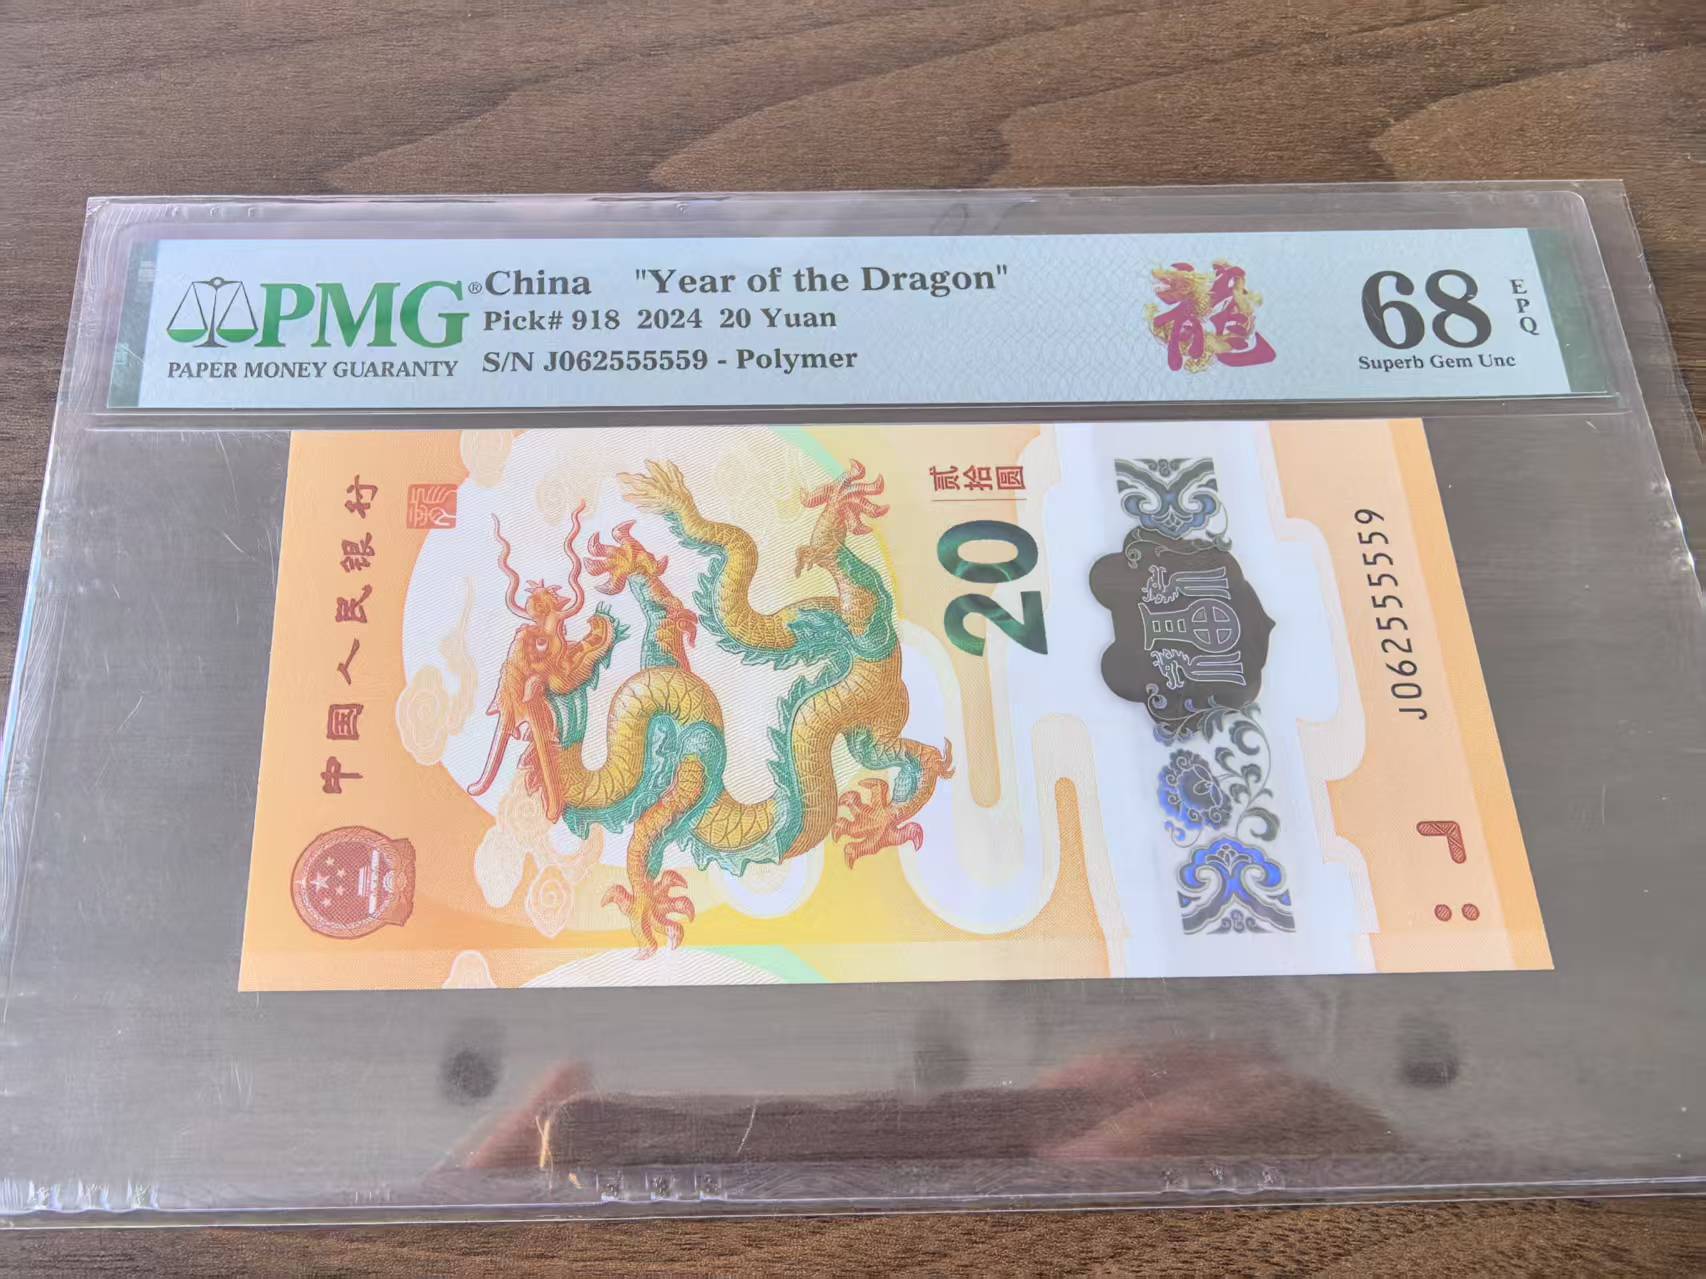 PMG®
PAPER MONEY GUARANTY
China "Year of the Dragon"
Pick# 918 2024 20 Yuan
S/N J062555559 - Polymer
龍
68
EPQ
Superb Gem Unc
中国人民银行
贰拾圆
20
福
J062555559